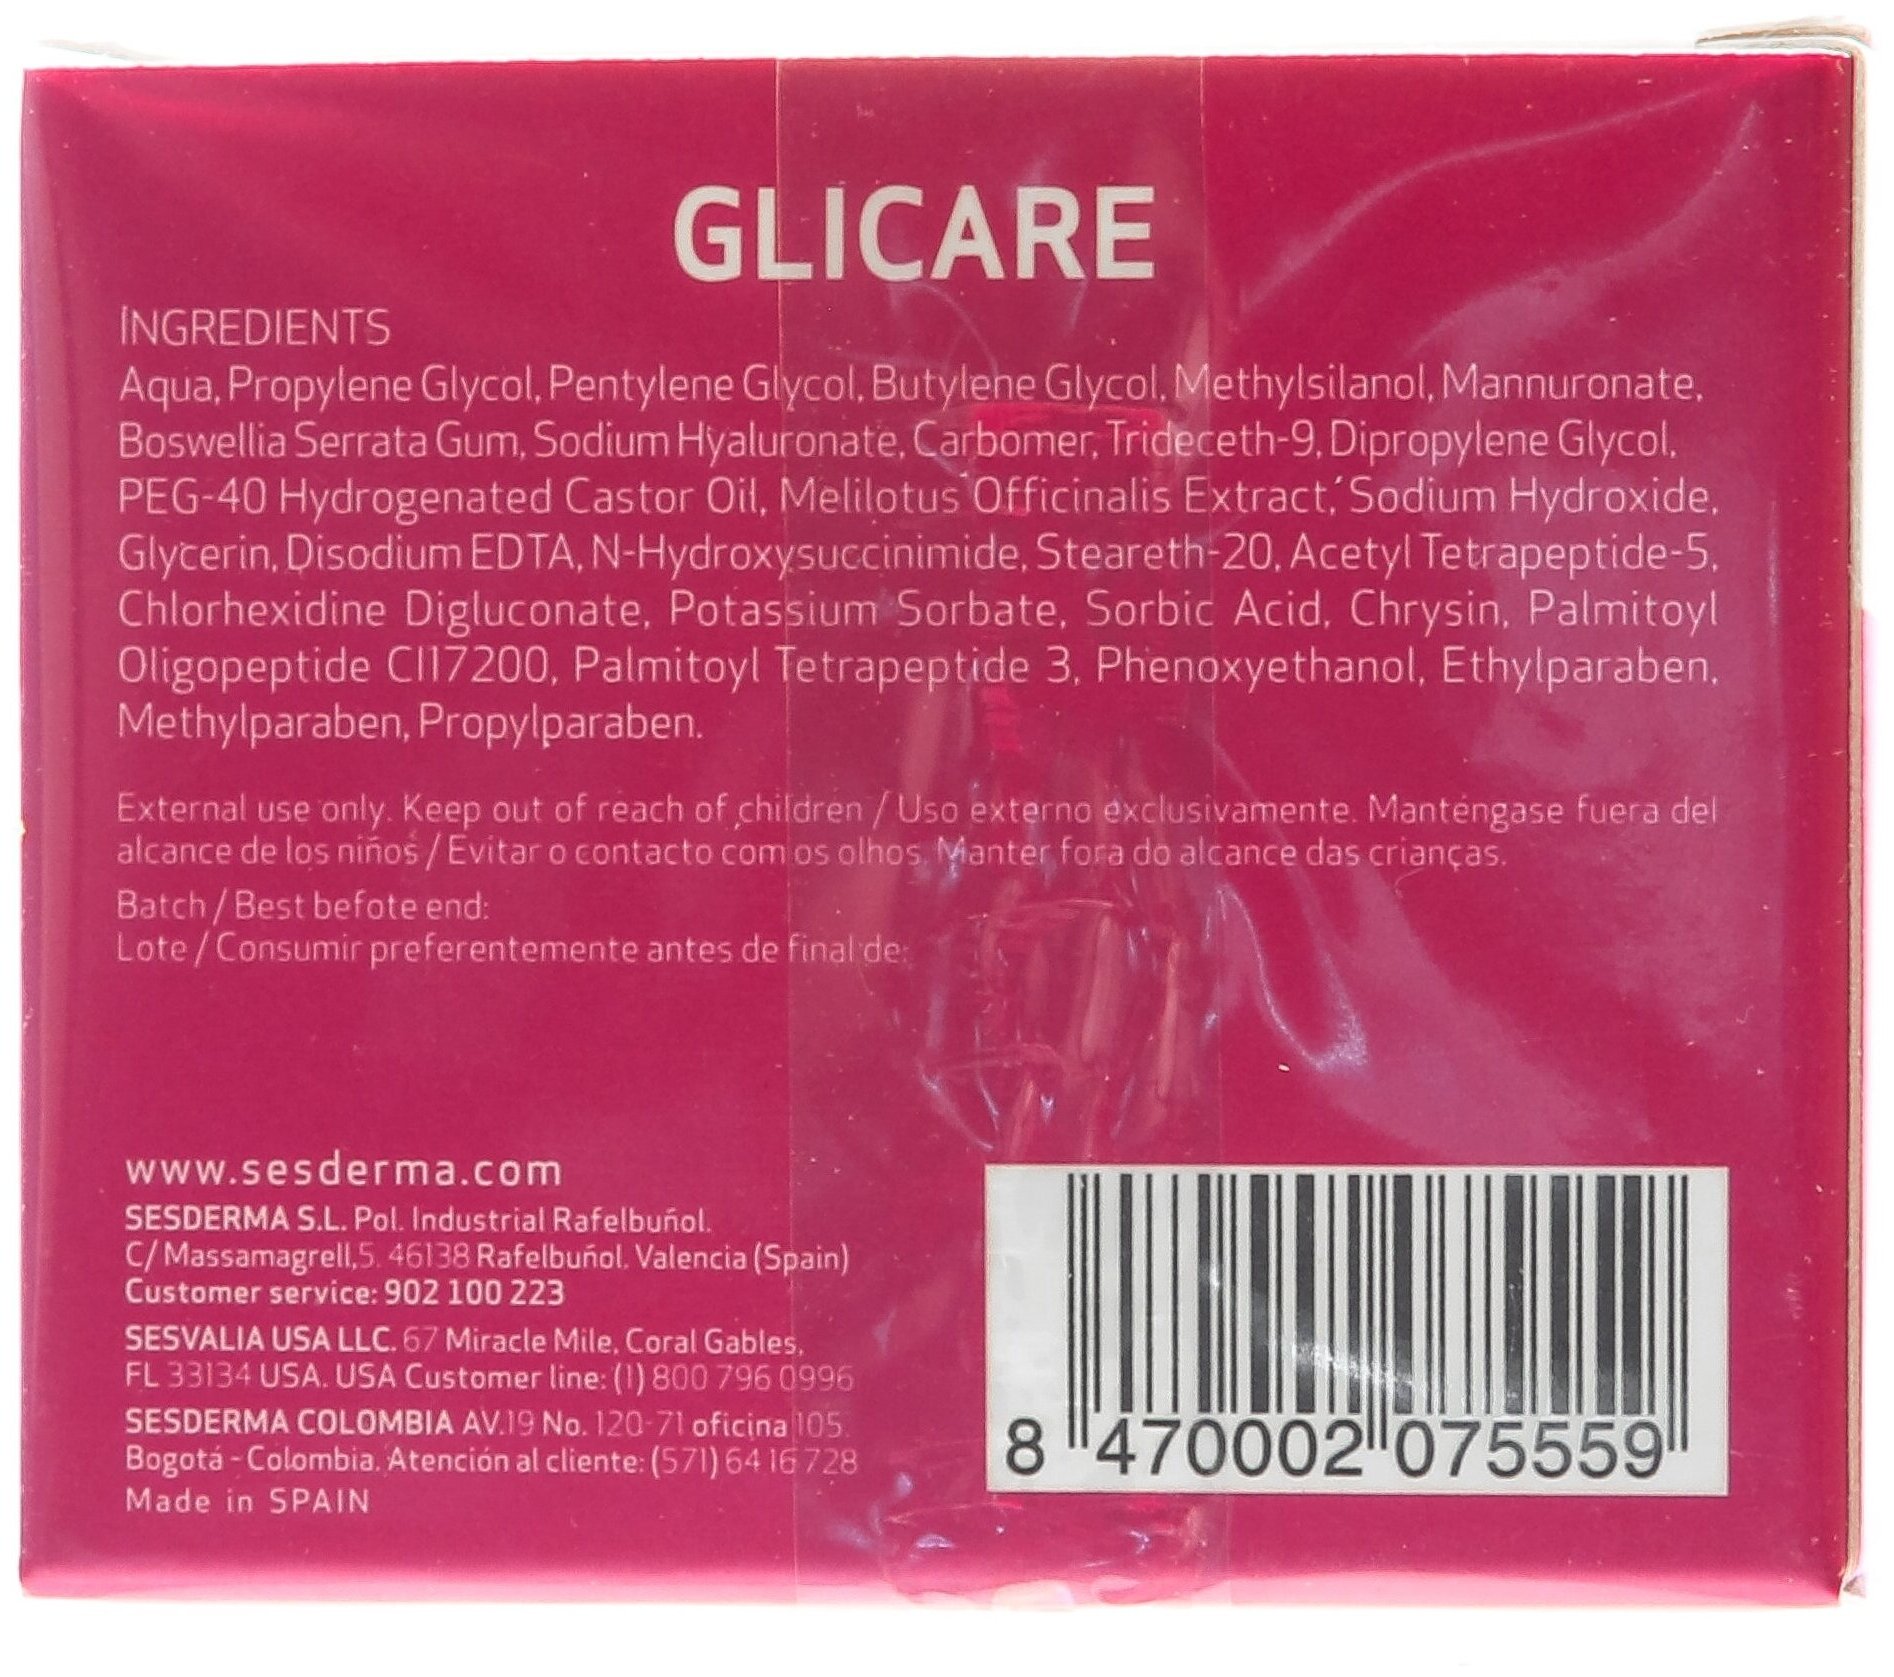 GLICARE
INGREDIENTS
Aqua, Propylene Glycol, Pentylene Glycol, Butylene Glycol, Methylsilanol, Mannuronate,
Boswellia Serrata Gum, Sodium Hyaluronate, Carbomer, Trideceth-9, Dipropylene Glycol,
PEG-40 Hydrogenated Castor Oil, Melilotus Officinalis Extract, Sodium Hydroxide,
Glycerin, Disodium EDTA, N-Hydroxysuccinimide, Steareth-20, Acetyl Tetrapeptide-5,
Chlorhexidine Digluconate, Potassium Sorbate, Sorbic Acid, Chrysin, Palmitoyl
Oligopeptide CI17200, Palmitoyl Tetrapeptide 3, Phenoxyethanol, Ethylparaben,
Methylparaben, Propylparaben.
External use only. Keep out of reach of children / Uso externo exclusivamente. Manténgase fuera del
alcance de los niños / Evitar o contacto com os olhos. Manter fora do alcance das crianças.
Batch / Best befote end:
Lote / Consumir preferentemente antes de final de:
www.sesderma.com
SESDERMA S.L. Pol. Industrial Rafelbuñol.
C/ Massamagrell,5. 46138 Rafelbuñol. Valencia (Spain)
Customer service: 902 100 223
SESVALIA USA LLC. 67 Miracle Mile, Coral Gables,
FL 33134 USA. USA Customer line: (1) 800 796 0996
SESDERMA COLOMBIA AV.19 No. 120-71 oficina 105.
Bogotá - Colombia. Atención al cliente: (571) 64 16 728
Made in SPAIN
8 470002 075559